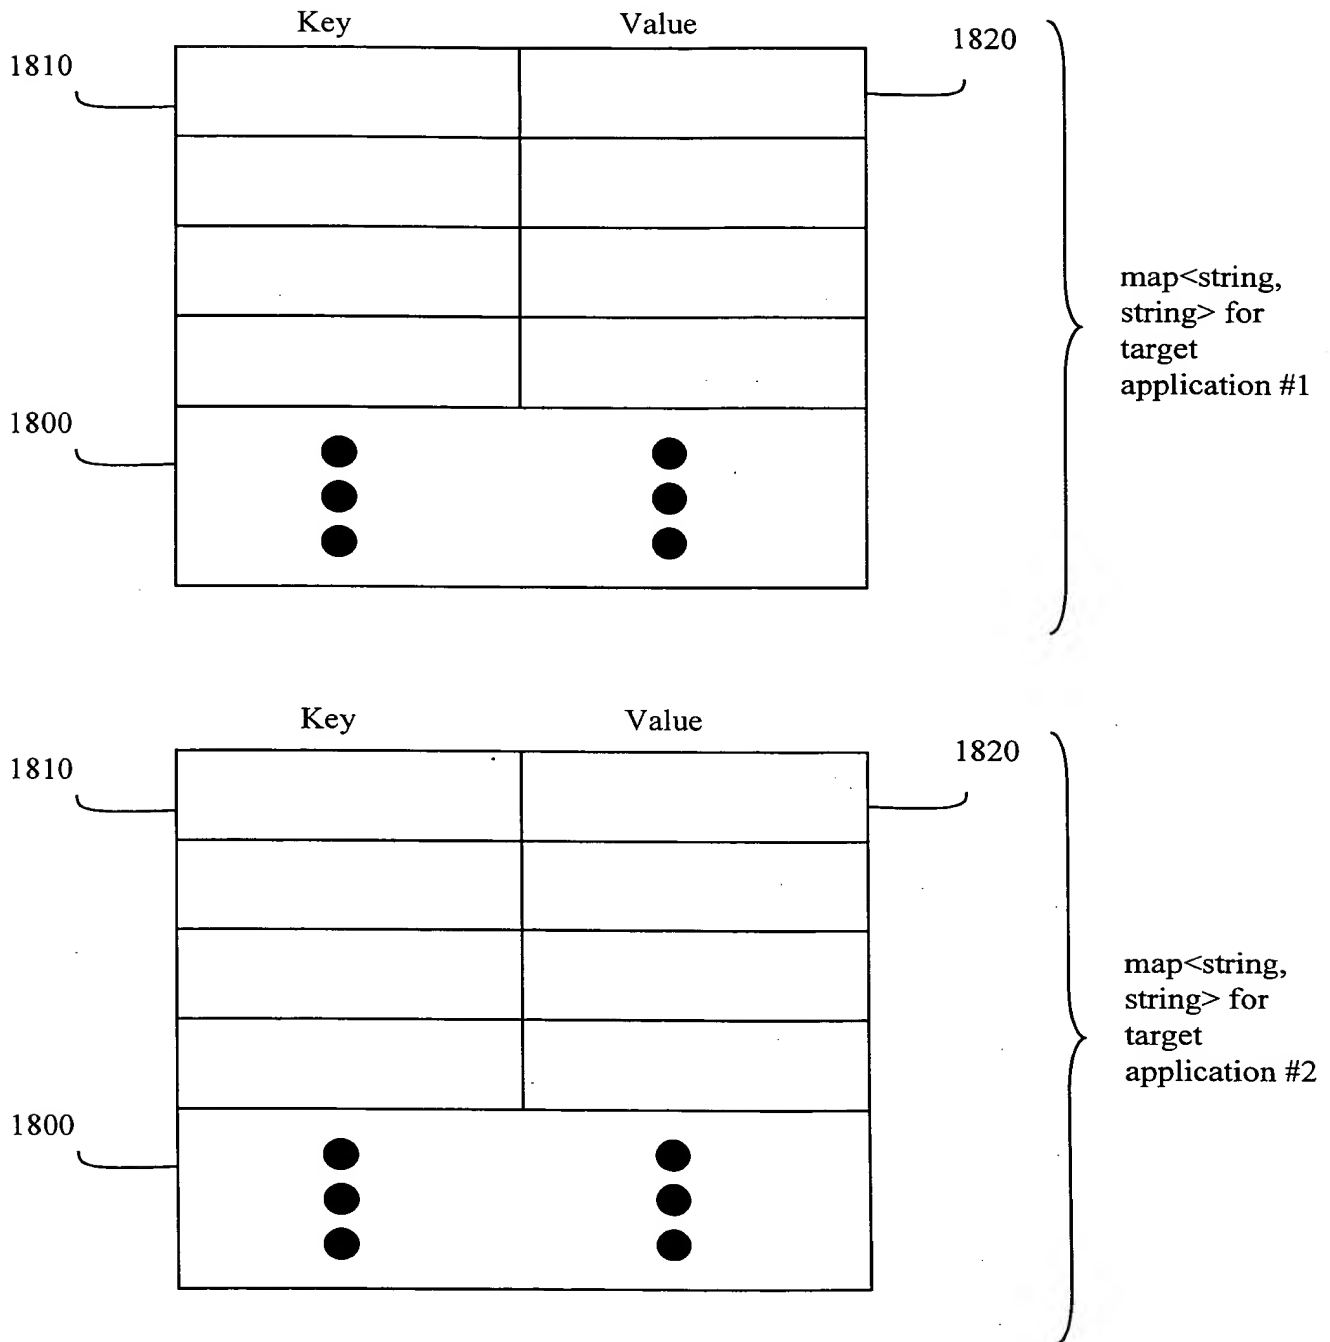 Key Value
1820
1810
map<string,
string> for
target
application #1
1800
Key Value
1820
1810
map<string,
string> for
target
application #2
1800